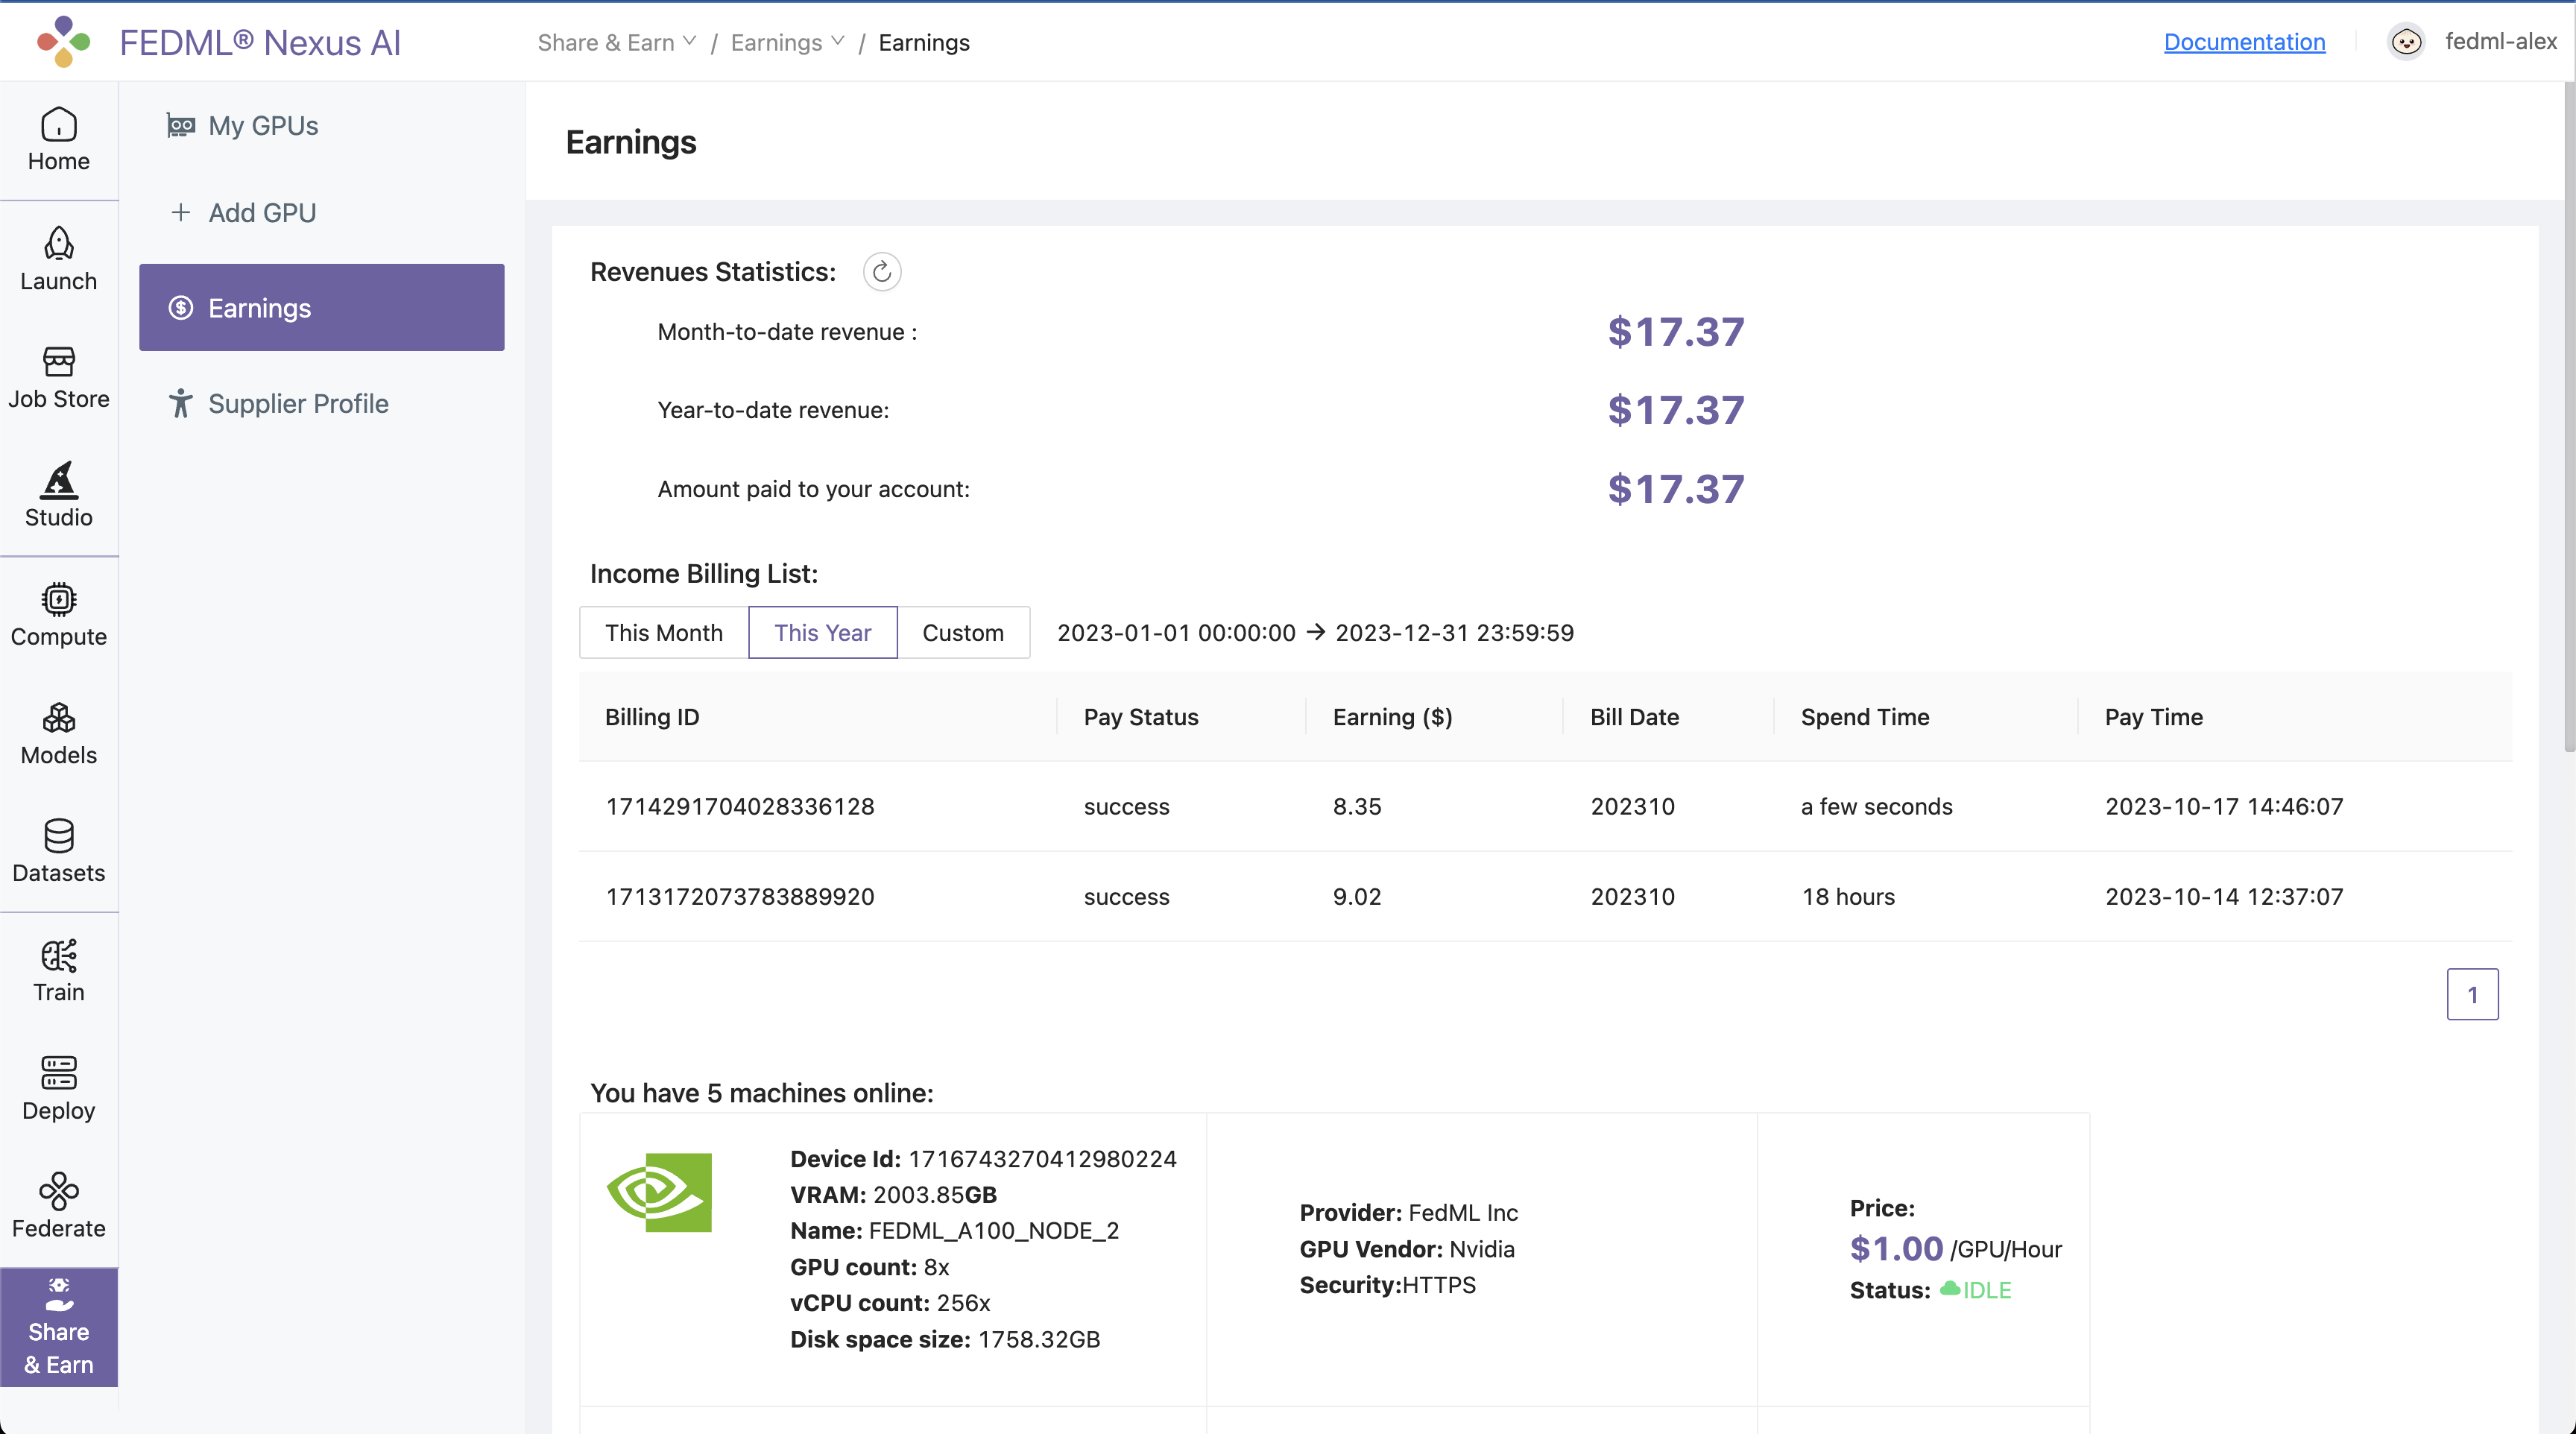 FEDML® Nexus AI
Share & Earn / Earnings / Earnings
Documentation
fedml-alex
Home
Launch
Job Store
Studio
Compute
Models
Datasets
Train
Deploy
Federate
Share
& Earn
My GPUs
Add GPU
Earnings
Supplier Profile
Earnings
Revenues Statistics:
Month-to-date revenue : $17.37
Year-to-date revenue: $17.37
Amount paid to your account: $17.37
Income Billing List:
This Month This Year Custom 2023-01-01 00:00:00 → 2023-12-31 23:59:59
Billing ID Pay Status Earning ($) Bill Date Spend Time Pay Time
1714291704028336128 success 8.35 202310 a few seconds 2023-10-17 14:46:07
1713172073783889920 success 9.02 202310 18 hours 2023-10-14 12:37:07
1
You have 5 machines online:
Device Id: 1716743270412980224
VRAM: 2003.85GB
Name: FEDML_A100_NODE_2
GPU count: 8x
vCPU count: 256x
Disk space size: 1758.32GB
Provider: FedML Inc
GPU Vendor: Nvidia
Security:HTTPS
Price:
$1.00 /GPU/Hour
Status: IDLE